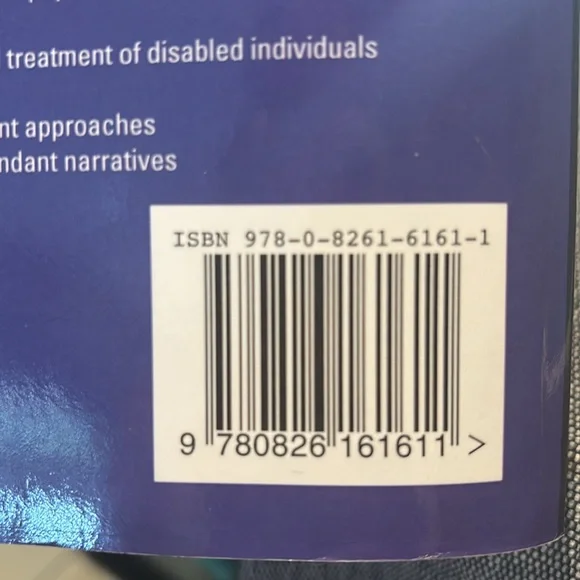 treatment of disabled individuals
nt approaches
ndant narratives
ISBN 978-0-8261-6161-1
9 780826 161611 >